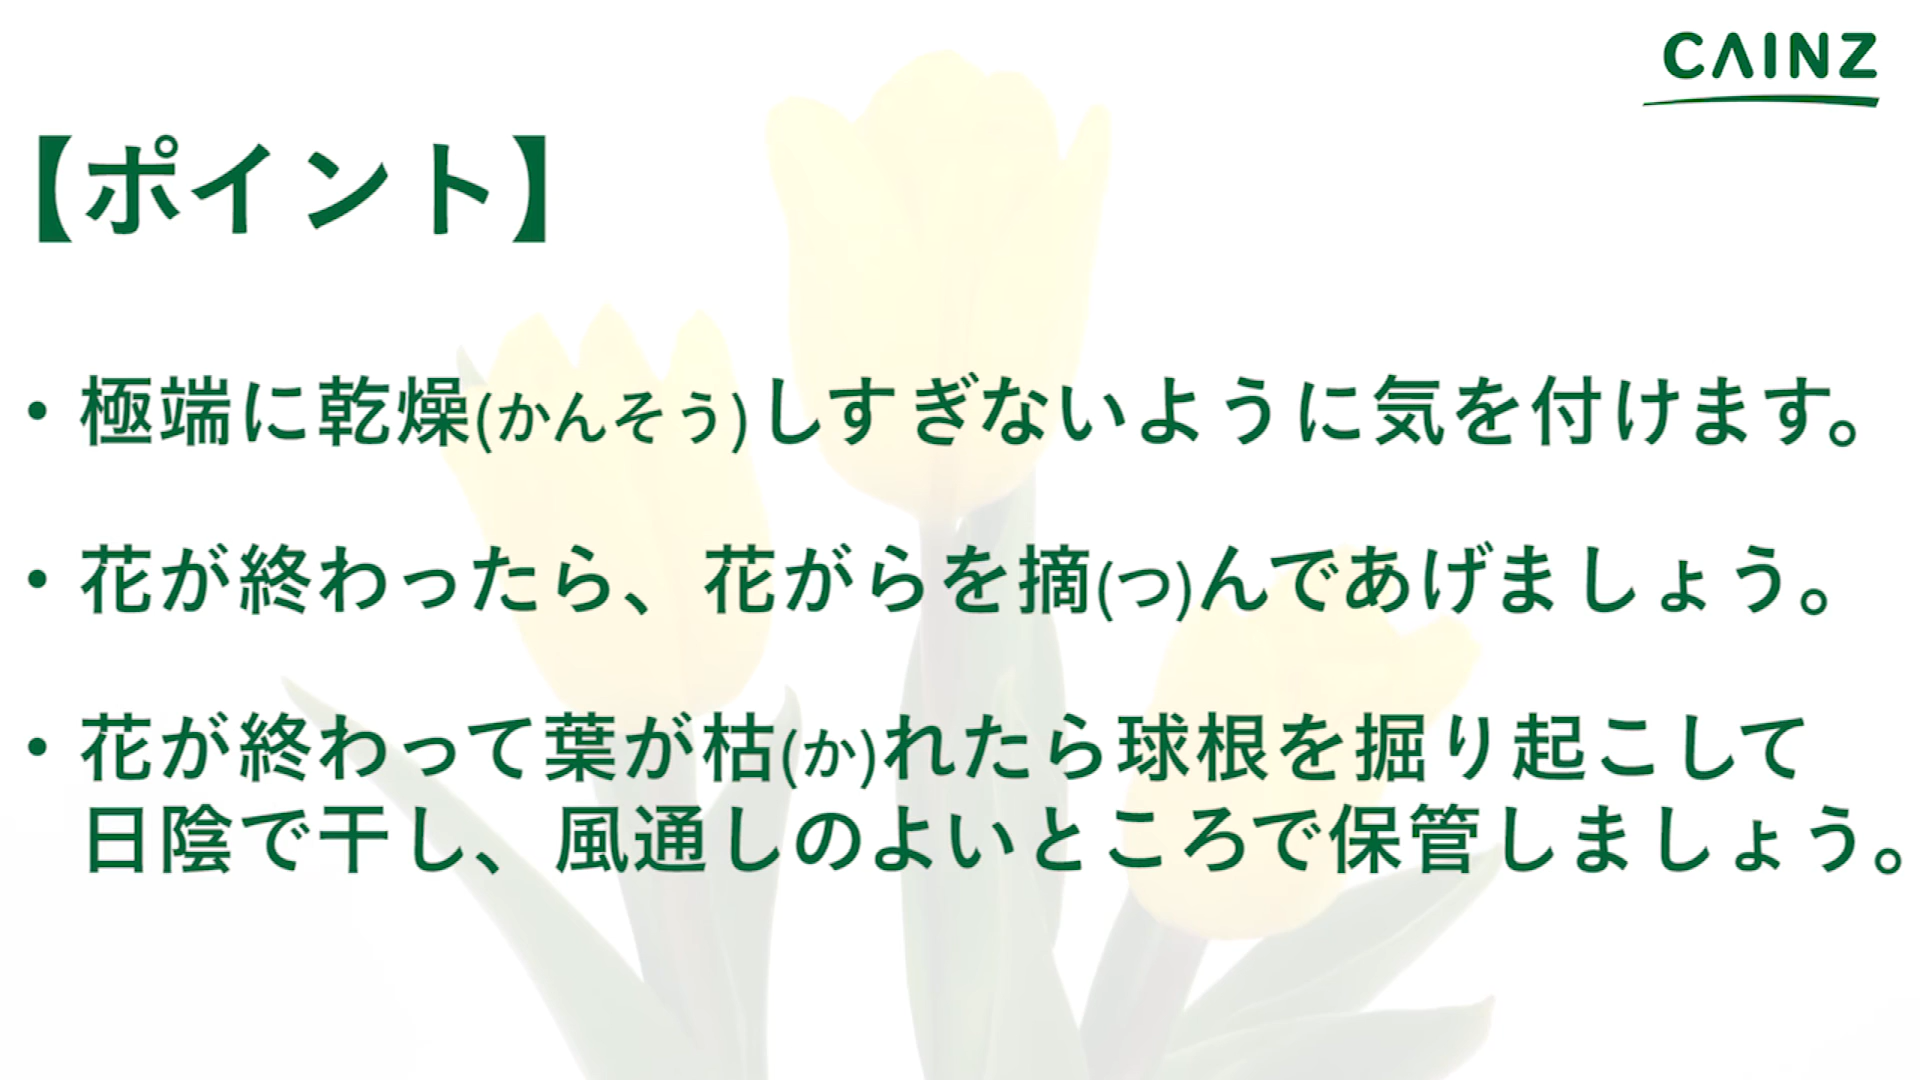 CAINZ
【ポイント】
・極端に乾燥(かんそう)しすぎないように気を付けます。
・花が終わったら、花がらを摘(つ)んであげましょう。
・花が終わって葉が枯(か)れたら球根を掘り起こして
日陰で干し、風通しのよいところで保管しましょう。